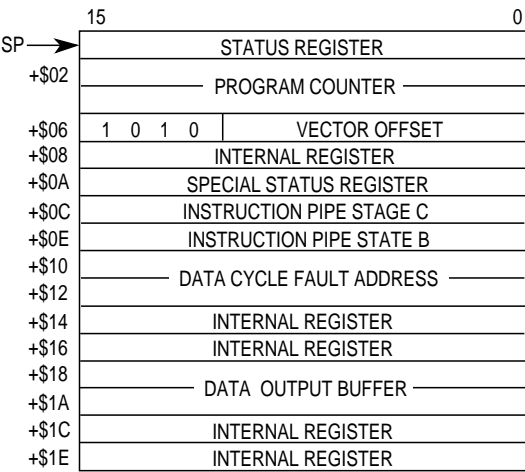 15 0
SP STATUS REGISTER
+$02 PROGRAM COUNTER
+$06 1 0 1 0 VECTOR OFFSET
+$08 INTERNAL REGISTER
+$0A SPECIAL STATUS REGISTER
+$0C INSTRUCTION PIPE STAGE C
+$0E INSTRUCTION PIPE STATE B
+$10
DATA CYCLE FAULT ADDRESS
+$12
+$14 INTERNAL REGISTER
+$16 INTERNAL REGISTER
+$18
DATA OUTPUT BUFFER
+$1A
+$1C INTERNAL REGISTER
+$1E INTERNAL REGISTER